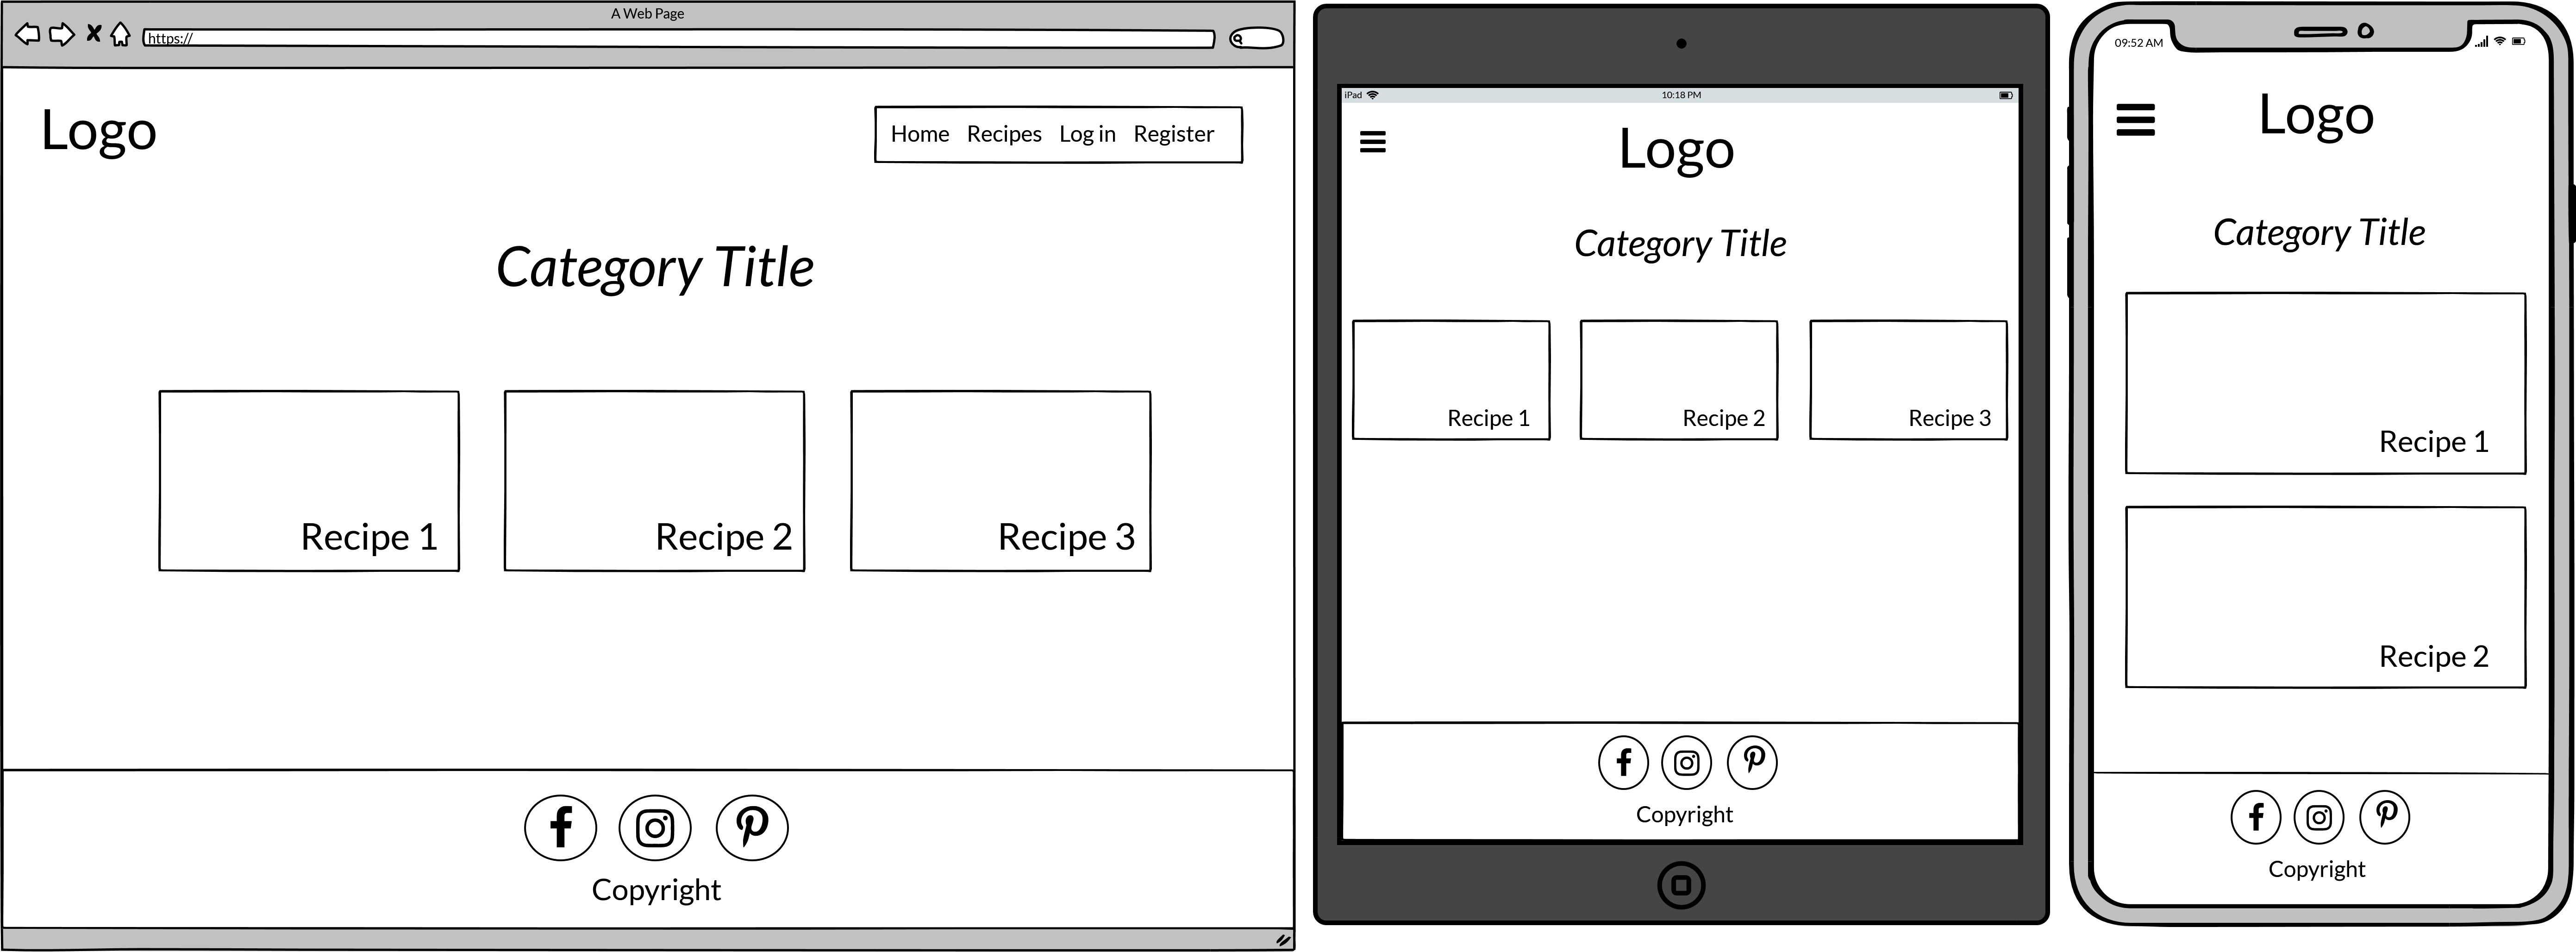 A Web Page
https://
Logo
Home Recipes Log in Register
Category Title
Recipe 1 Recipe 2 Recipe 3
Copyright
iPad 10:18 PM
Logo
Category Title
Recipe 1 Recipe 2 Recipe 3
Copyright
09:52 AM
Logo
Category Title
Recipe 1
Recipe 2
Copyright